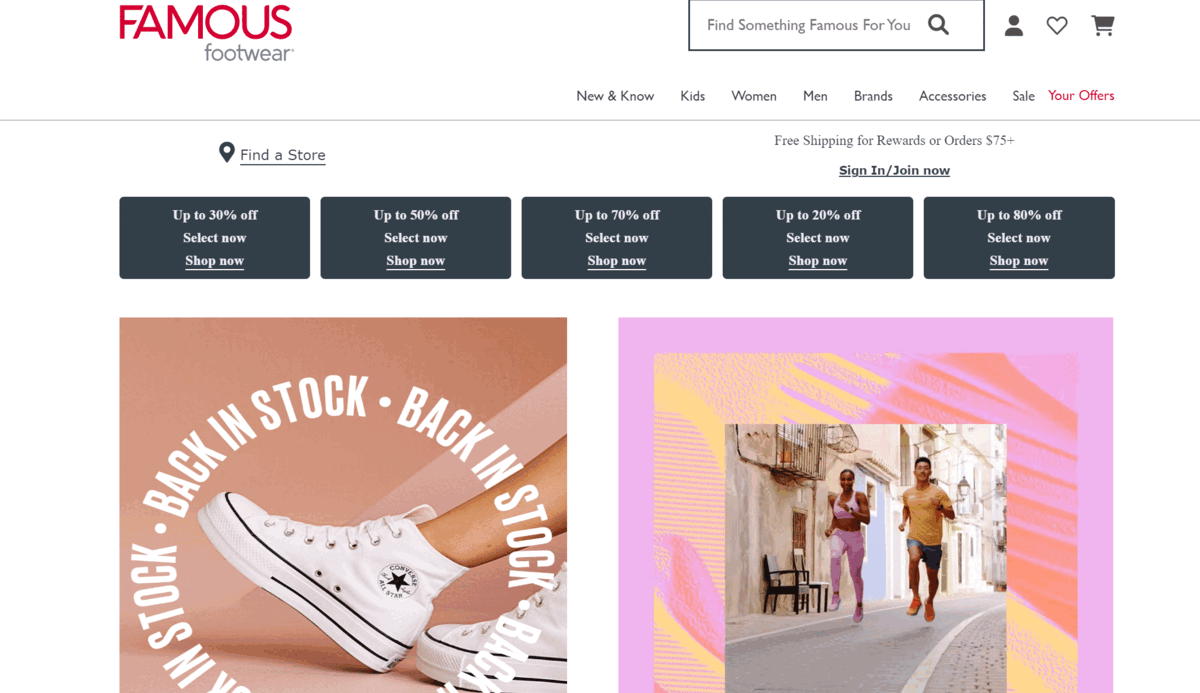 FAMOUS
footwear
Find Something Famous For You
New & Know Kids Women Men Brands Accessories Sale Your Offers
Find a Store
Free Shipping for Rewards or Orders $75+
Sign In/Join now
Up to 30% off
Select now
Shop now
Up to 50% off
Select now
Shop now
Up to 70% off
Select now
Shop now
Up to 20% off
Select now
Shop now
Up to 80% off
Select now
Shop now
BACK IN STOCK • BACK IN STOCK • BACK IN STOCK • BACK
CONVERSE
ALL STAR